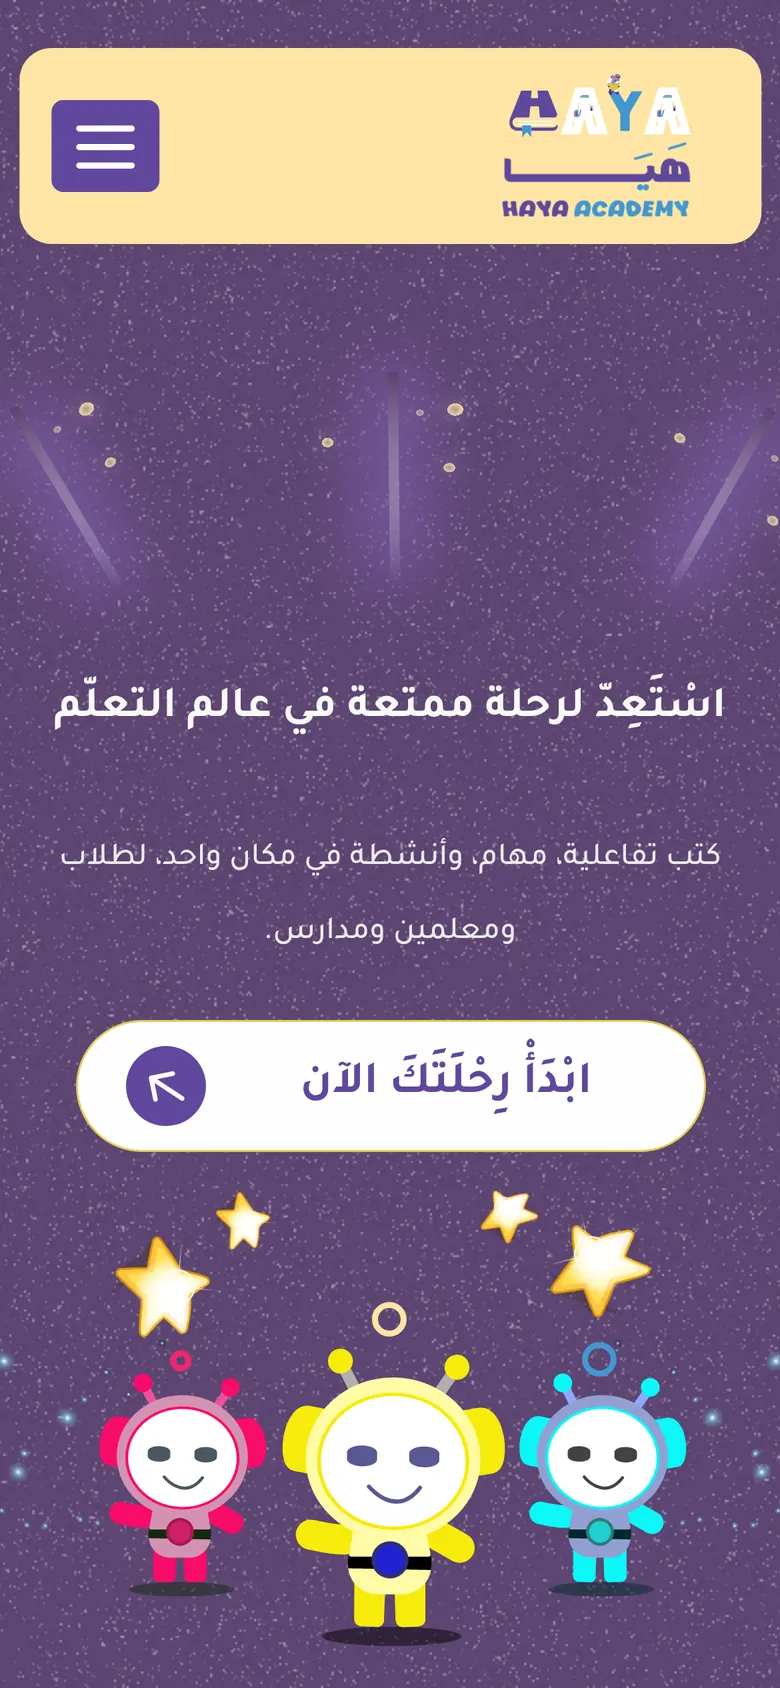 HAYA
هَيَــــا
HAYA ACADEMY
اسْتَعِدّ لرحلة ممتعة في عالم التعلّم
كتب تفاعلية، مهام، وأنشطة في مكان واحد، لطلاب
ومعلمين ومدارس.
ابْدَأْ رِحْلَتَكَ الآن